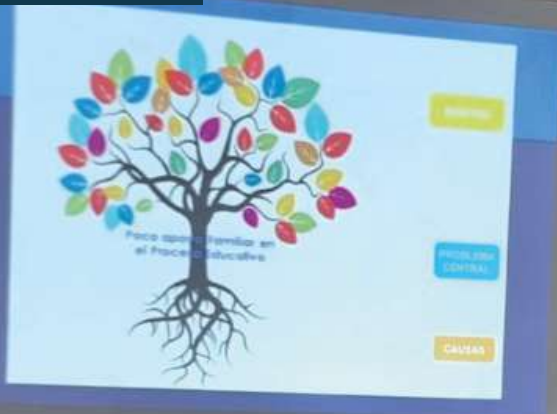 Poco apoyo Familiar en
el Proceso Educativo
PROBLEMA
CENTRAL
CAUSAS